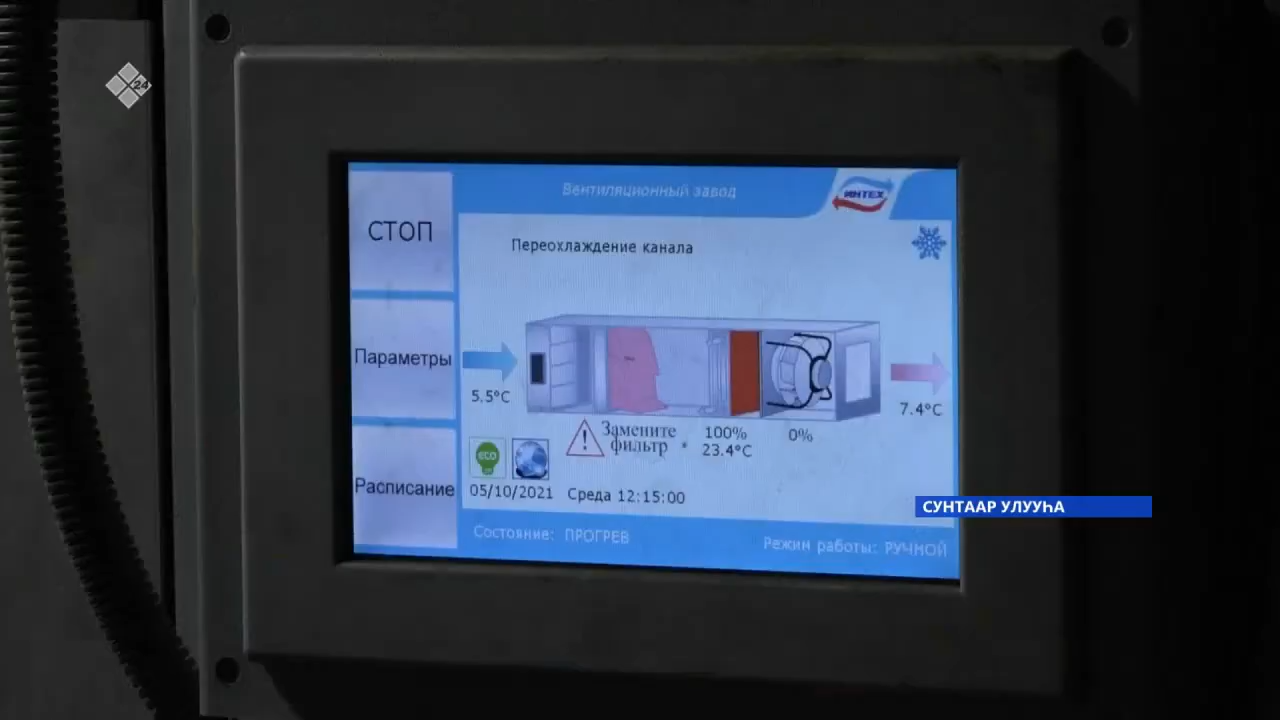 24
Вентиляционный завод
ИНТЕХ
СТОП
Переохлаждение канала
Параметры
5.5°C
7.4°C
Замените
фильтр
100%
23.4°C
0%
eco
Расписание
05/10/2021 Среда 12:15:00
СУНТААР УЛУУҺА
Состояние: ПРОГРЕВ
Режим работы: РУЧНОЙ